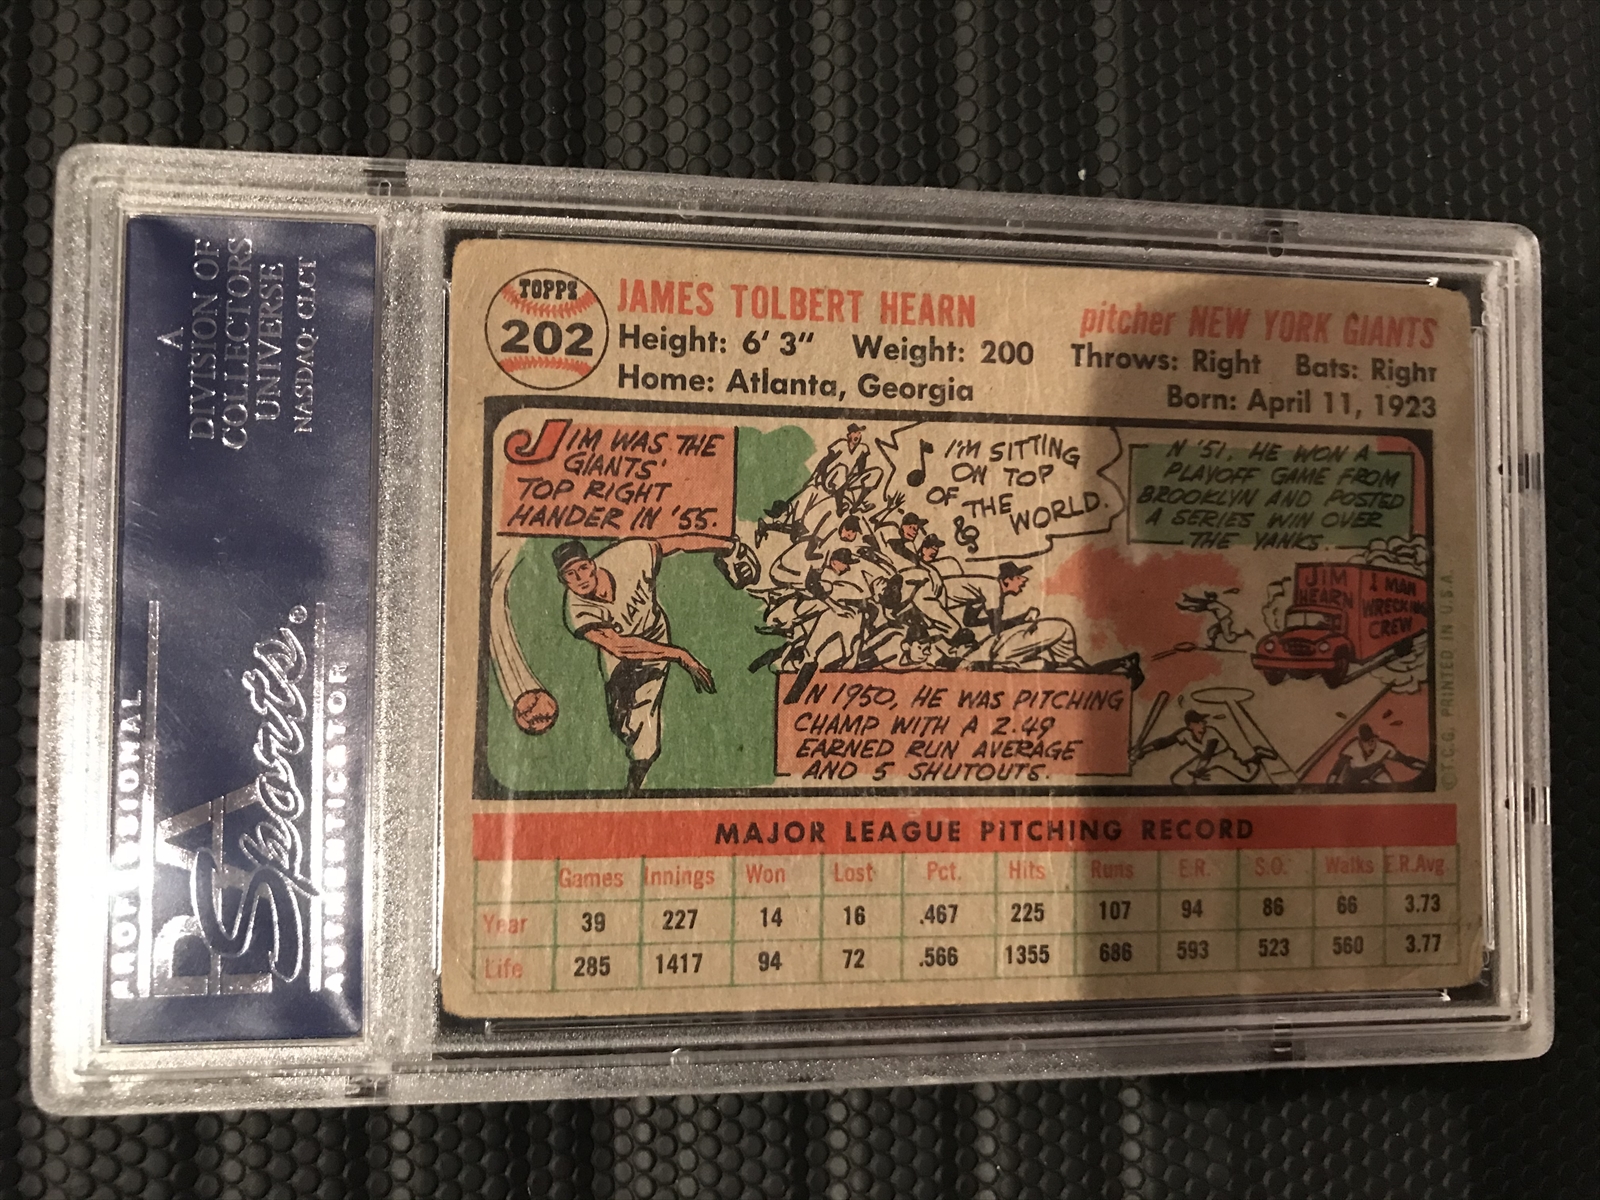 A
DIVISION OF
COLLECTORS
UNIVERSE
NASDAQ: CLCT
PSA
Sports®
PROFESSIONAL
AUTHENTICATOR
TOPPS
202
JAMES TOLBERT HEARN
pitcher NEW YORK GIANTS
Height: 6' 3" Weight: 200 Throws: Right Bats: Right
Home: Atlanta, Georgia Born: April 11, 1923
JIM WAS THE
GIANTS'
TOP RIGHT
HANDER IN '55.
I'M SITTING
ON TOP
OF THE
WORLD.
N '51, HE WON A
PLAYOFF GAME FROM
BROOKLYN AND POSTED
A SERIES WIN OVER
THE YANKS.
GIANTS
JIM
HEARN
1 MAN
WRECKING
CREW
IN 1950, HE WAS PITCHING
CHAMP WITH A 2.49
EARNED RUN AVERAGE
AND 5 SHUTOUTS.
© T.C.G. PRINTED IN U.S.A.
MAJOR LEAGUE PITCHING RECORD
Games Innings Won Lost Pct. Hits Runs E.R. S.O. Walks E.R.Avg.
Year 39 227 14 16 .467 225 107 94 86 66 3.73
Life 285 1417 94 72 .566 1355 686 593 523 560 3.77